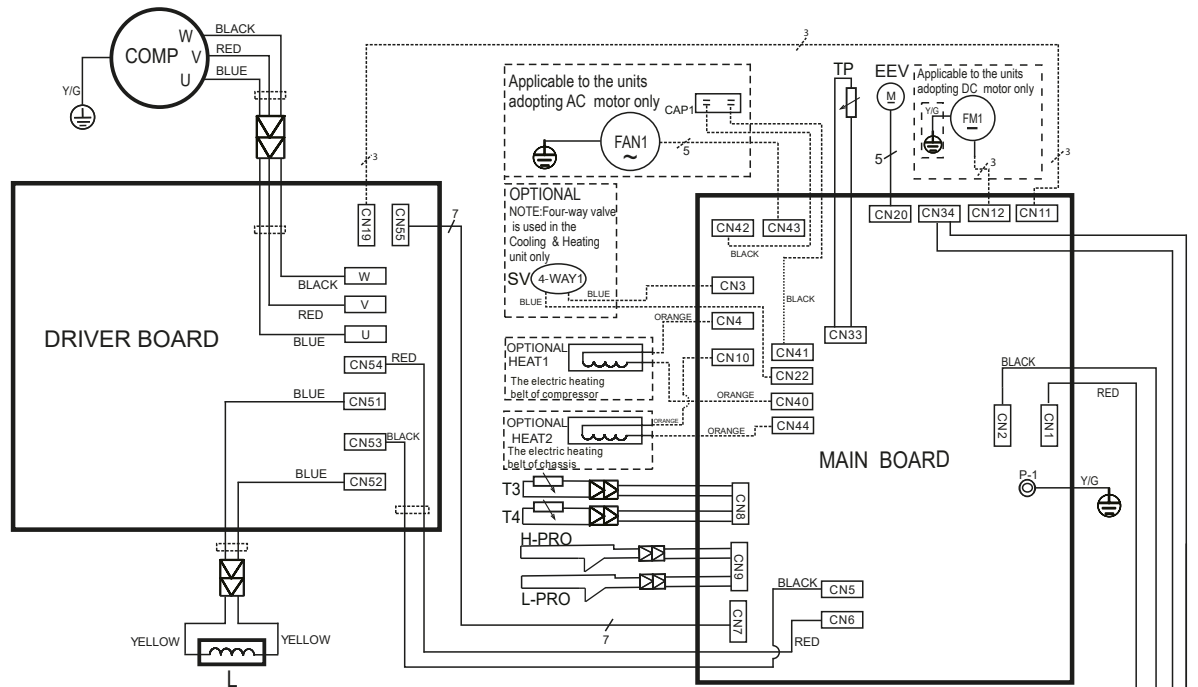 COMP
W
V
U
BLACK
RED
BLUE
Y/G
3
3
3
7
CN19
CN55
W
V
U
BLACK
RED
BLUE
DRIVER BOARD
CN54
RED
BLUE
CN51
CN53
BLACK
BLUE
CN52
YELLOW
YELLOW
L
Applicable to the units
adopting AC motor only
CAP1
FAN1
~
5
OPTIONAL
NOTE:Four-way valve
is used in the
Cooling & Heating
unit only
SV
4-WAY1
BLUE
BLUE
OPTIONAL
HEAT1
The electric heating
belt of compressor
OPTIONAL
HEAT2
The electric heating
belt of chassis
ORANGE
ORANGE
ORANGE
ORANGE
T3
T4
H-PRO
L-PRO
7
TP
EEV
M
5
Applicable to the units
adopting DC motor only
Y/G
FM1
3
CN20
CN34
CN12
CN11
CN42
CN43
BLACK
CN3
CN4
CN10
BLACK
CN33
CN41
CN22
CN40
CN44
BLACK
RED
CN2
CN1
MAIN BOARD
P-1
Y/G
CN8
CN9
CN7
BLACK
CN5
CN6
RED